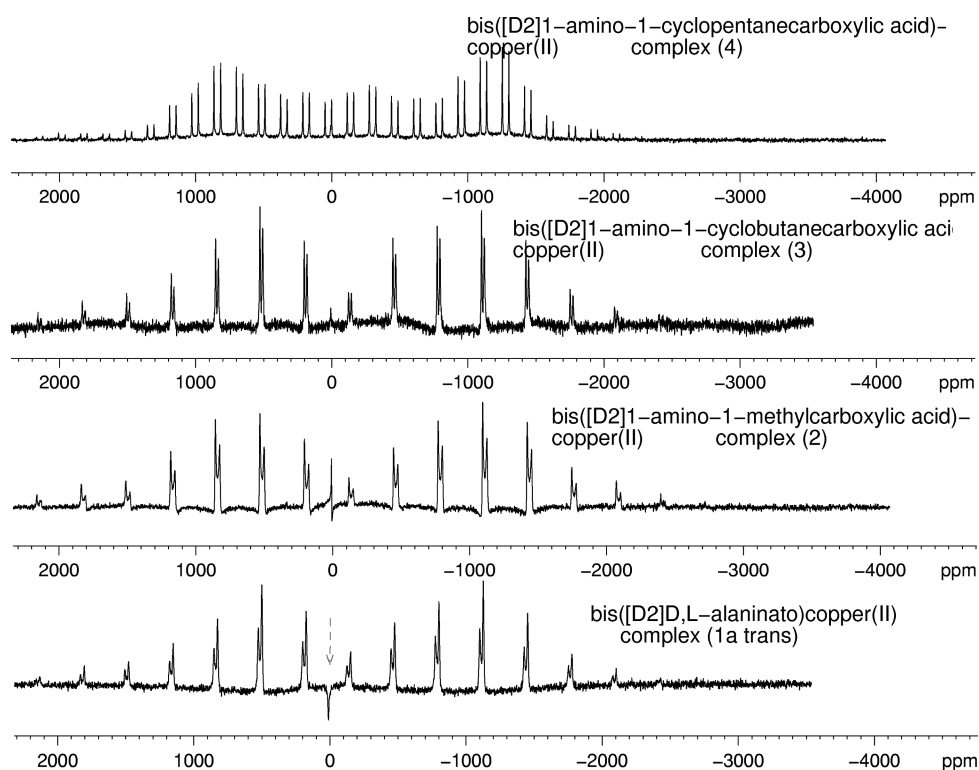 bis([D2]1−amino−1−cyclopentanecarboxylic acid)−
copper(II) complex (4)
2000 1000 0 −1000 −2000 −3000 −4000 ppm
bis([D2]1−amino−1−cyclobutanecarboxylic aci
copper(II) complex (3)
2000 1000 0 −1000 −2000 −3000 −4000 ppm
bis([D2]1−amino−1−methylcarboxylic acid)−
copper(II) complex (2)
2000 1000 0 −1000 −2000 −3000 −4000 ppm
bis([D2]D,L−alaninato)copper(II)
complex (1a trans)
2000 1000 0 −1000 −2000 −3000 −4000 ppm